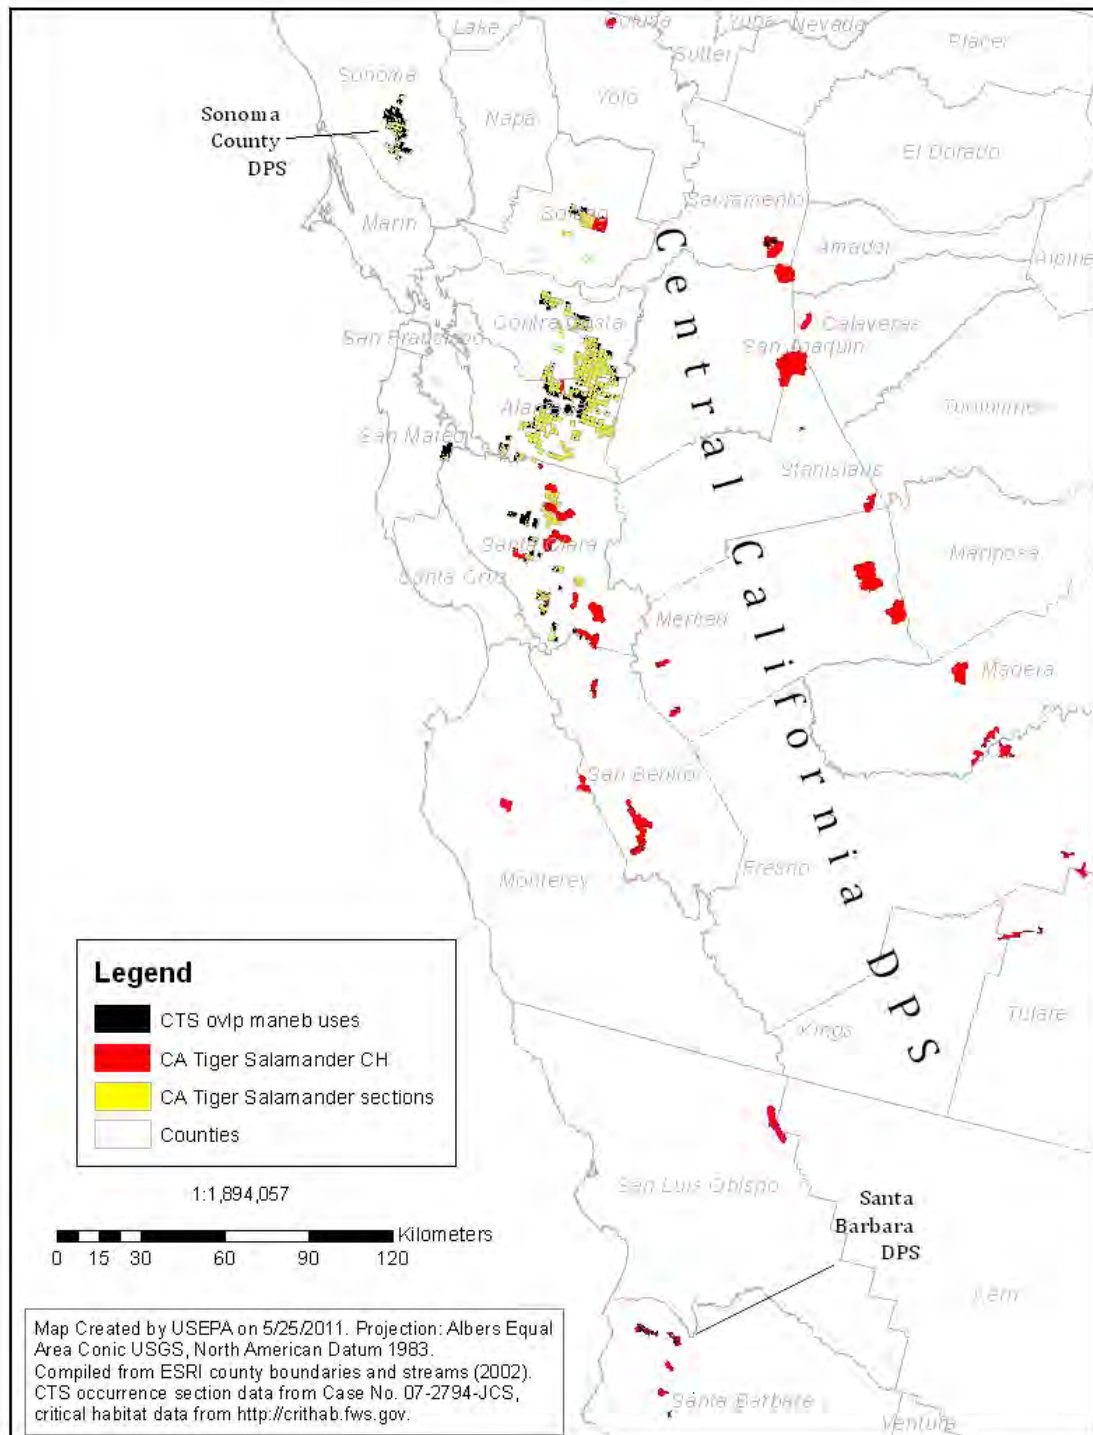 Lake
Colusa
Yuba
Nevada
Sutter
Placer
Sonoma
Yolo
Napa
Sonoma
County
DPS
El Dorado
Solano
Sacramento
Marin
Amador
Alpine
Contra Costa
San Francisco
Calaveras
San Joaquin
Alameda
Tuolumne
San Mateo
Stanislaus
Santa Clara
Santa Cruz
Mariposa
Merced
Madera
San Benito
Monterey
Fresno
Central California DPS
Kings
Tulare
Legend
CTS ovlp maneb uses
CA Tiger Salamander CH
CA Tiger Salamander sections
Counties
1:1,894,057
Kilometers
0 15 30 60 90 120
San Luis Obispo
Santa
Barbara
DPS
Kern
Santa Barbara
Ventura
Map Created by USEPA on 5/25/2011. Projection: Albers Equal
Area Conic USGS, North American Datum 1983.
Compiled from ESRI county boundaries and streams (2002).
CTS occurrence section data from Case No. 07-2794-JCS,
critical habitat data from http://crithab.fws.gov.